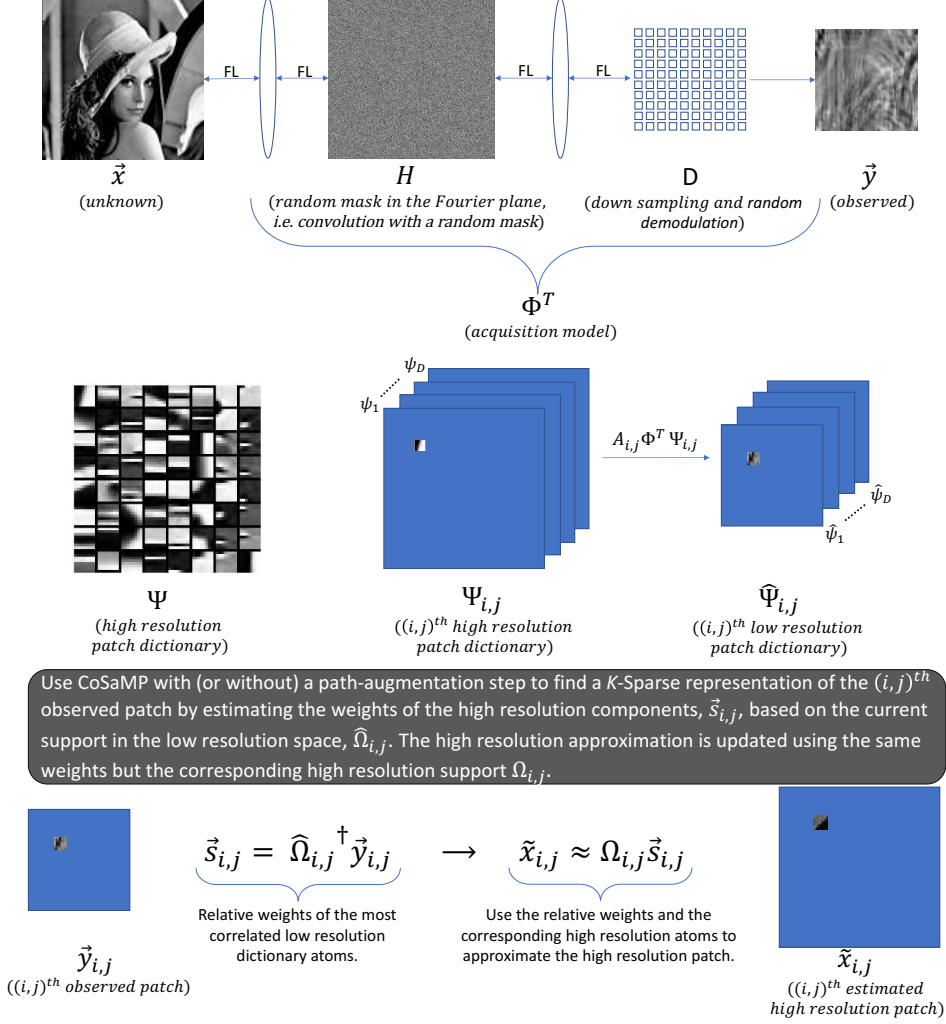 FL FL FL FL
x⃗ H D y⃗
(unknown) (random mask in the Fourier plane, (down sampling and random (observed)
i.e. convolution with a random mask) demodulation)
Φ^T
(acquisition model)
ψ_D
ψ_1
A_{i,j}Φ^T Ψ_{i,j}
ψ̂_D
ψ̂_1
Ψ Ψ_{i,j} Ψ̂_{i,j}
(high resolution ((i,j)^{th} high resolution ((i,j)^{th} low resolution
patch dictionary) patch dictionary) patch dictionary)
Use CoSaMP with (or without) a path-augmentation step to find a K-Sparse representation of the (i,j)^{th}
observed patch by estimating the weights of the high resolution components, s⃗_{i,j}, based on the current
support in the low resolution space, Ω̂_{i,j}. The high resolution approximation is updated using the same
weights but the corresponding high resolution support Ω_{i,j}.
s⃗_{i,j} = Ω̂_{i,j}^† y⃗_{i,j} → x̃_{i,j} ≈ Ω_{i,j}s⃗_{i,j}
Relative weights of the most Use the relative weights and the
correlated low resolution corresponding high resolution atoms to
dictionary atoms. approximate the high resolution patch.
y⃗_{i,j} x̃_{i,j}
((i,j)^{th} observed patch) ((i,j)^{th} estimated
high resolution patch)